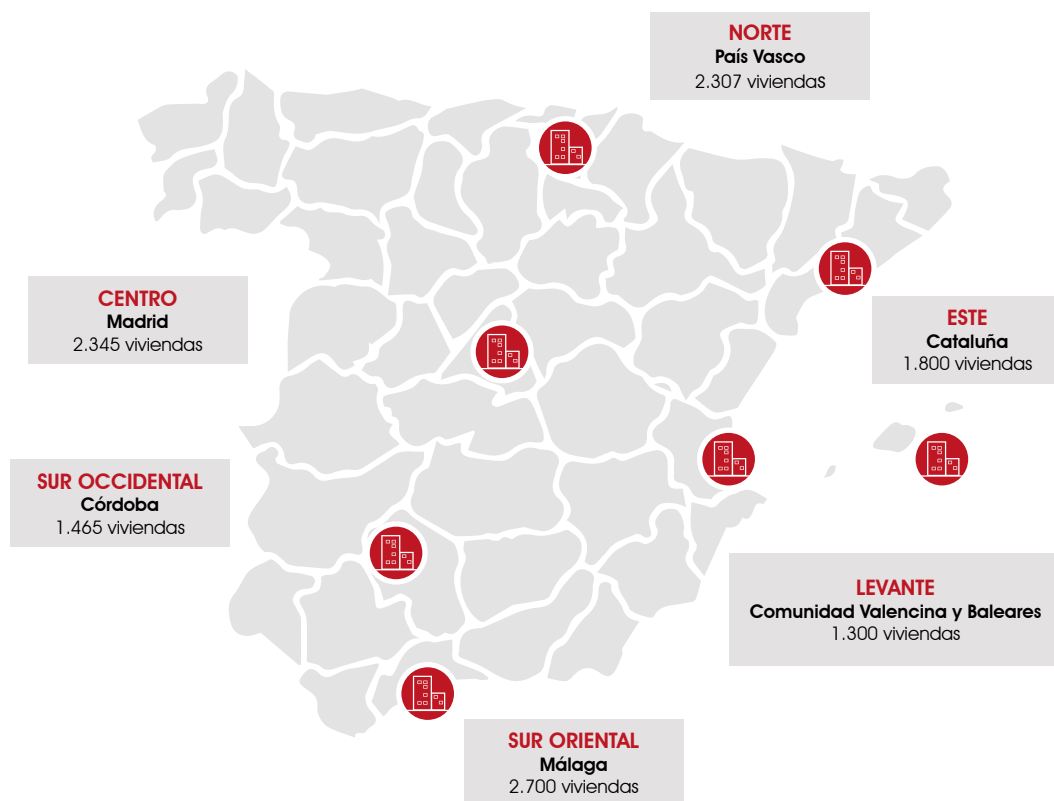 NORTE
País Vasco
2.307 viviendas
CENTRO
Madrid
2.345 viviendas
ESTE
Cataluña
1.800 viviendas
SUR OCCIDENTAL
Córdoba
1.465 viviendas
LEVANTE
Comunidad Valencina y Baleares
1.300 viviendas
SUR ORIENTAL
Málaga
2.700 viviendas